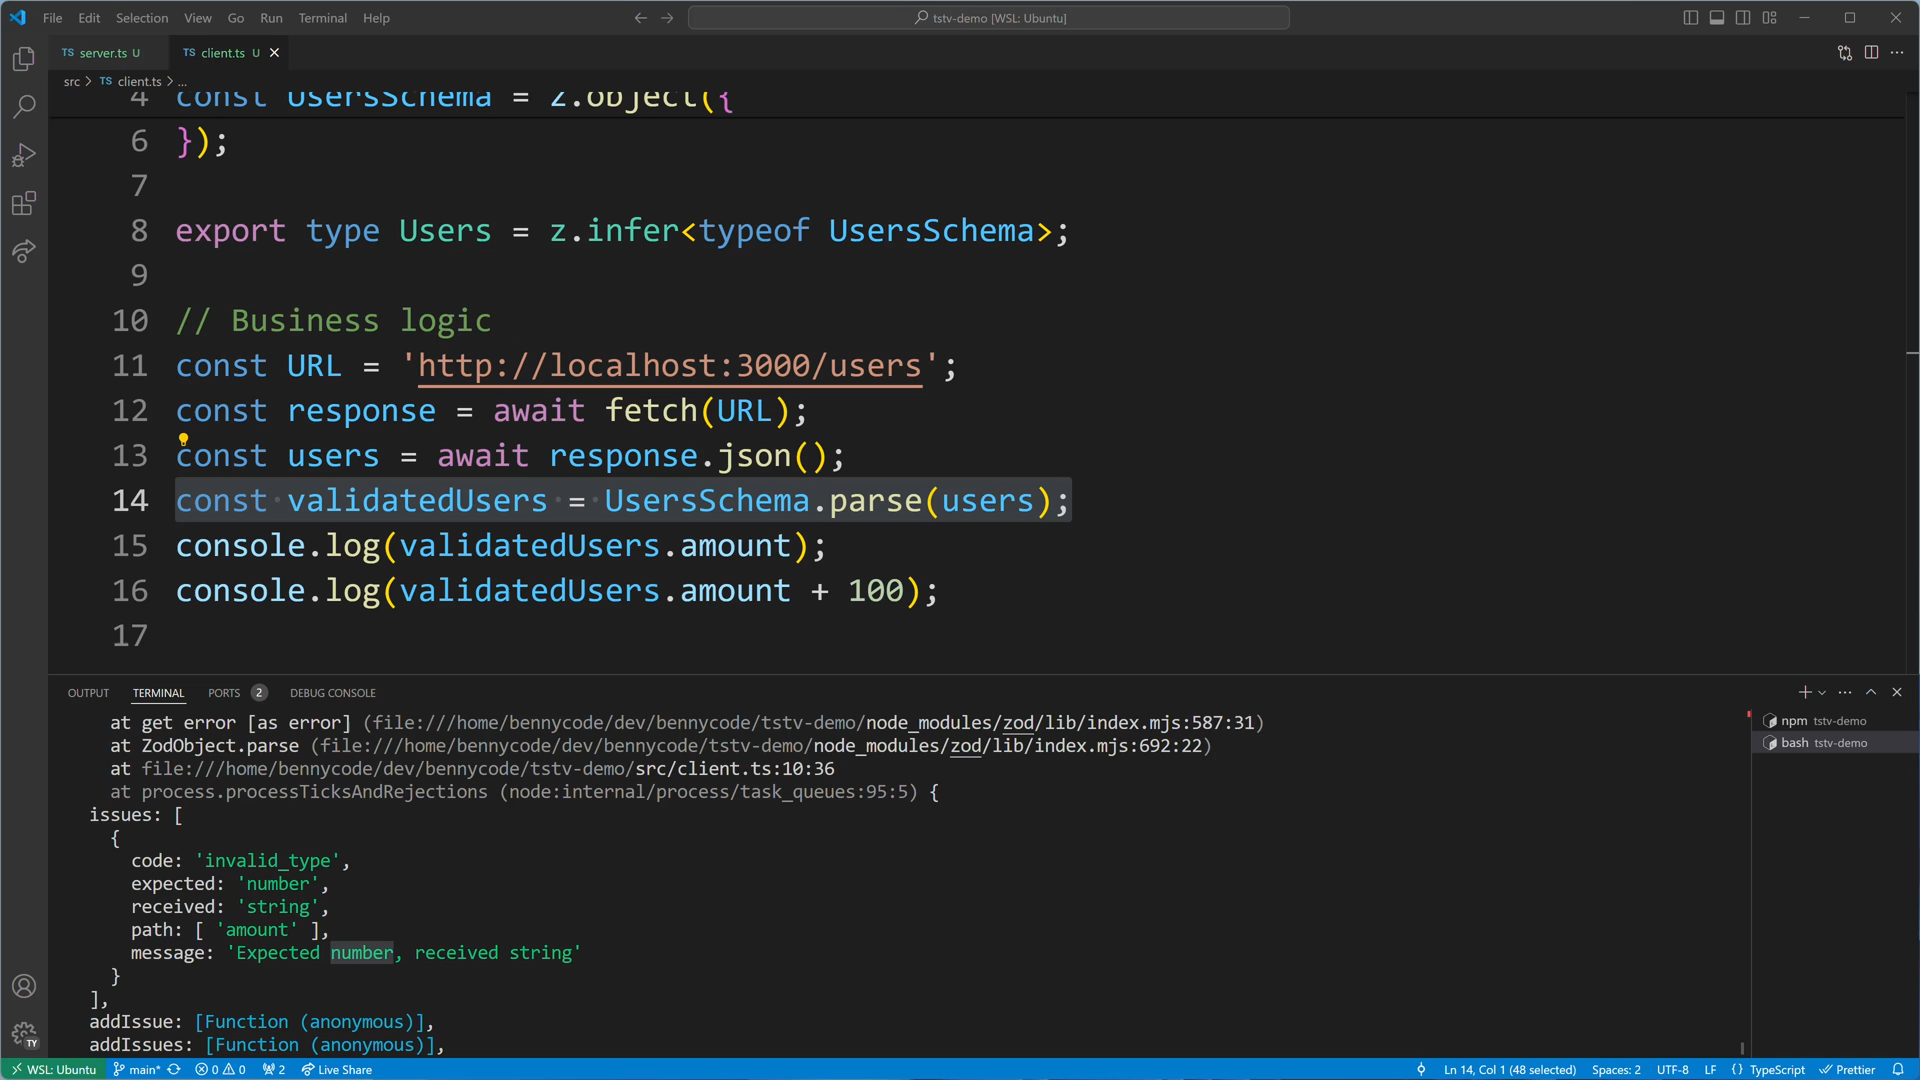 File Edit Selection View Go Run Terminal Help
tstv-demo [WSL: Ubuntu]
TS server.ts U
TS client.ts U
src > TS client.ts > ...
4 const UsersSchema = z.object({
6 });
7
8 export type Users = z.infer<typeof UsersSchema>;
9
10 // Business logic
11 const URL = 'http://localhost:3000/users';
12 const response = await fetch(URL);
13 const users = await response.json();
14 const validatedUsers = UsersSchema.parse(users);
15 console.log(validatedUsers.amount);
16 console.log(validatedUsers.amount + 100);
17
OUTPUT TERMINAL PORTS 2 DEBUG CONSOLE
at get error [as error] (file:///home/bennycode/dev/bennycode/tstv-demo/node_modules/zod/lib/index.mjs:587:31)
at ZodObject.parse (file:///home/bennycode/dev/bennycode/tstv-demo/node_modules/zod/lib/index.mjs:692:22)
at file:///home/bennycode/dev/bennycode/tstv-demo/src/client.ts:10:36
at process.processTicksAndRejections (node:internal/process/task_queues:95:5) {
issues: [
{
code: 'invalid_type',
expected: 'number',
received: 'string',
path: [ 'amount' ],
message: 'Expected number, received string'
}
],
addIssue: [Function (anonymous)],
addIssues: [Function (anonymous)],
npm tstv-demo
bash tstv-demo
TY
WSL: Ubuntu main* 0 0 2 Live Share
Ln 14, Col 1 (48 selected) Spaces: 2 UTF-8 LF {} TypeScript Prettier